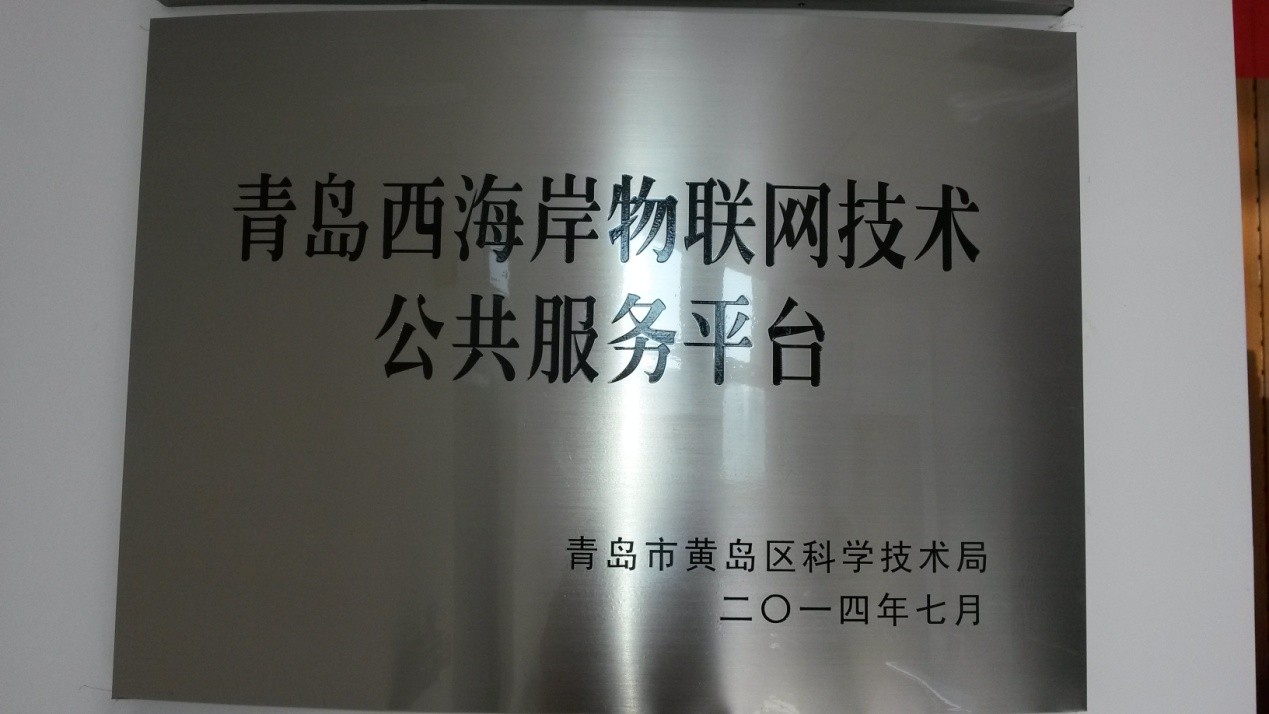 青岛西海岸物联网技术
公共服务平台
青岛市黄岛区科学技术局
二〇一四年七月